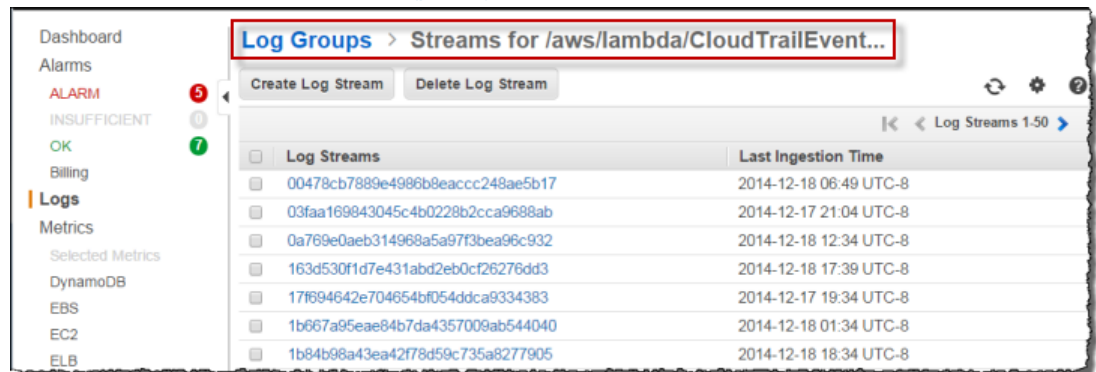 Dashboard
Alarms
ALARM 5
INSUFFICIENT 0
OK 7
Billing
Logs
Metrics
Selected Metrics
DynamoDB
EBS
EC2
ELB
Log Groups > Streams for /aws/lambda/CloudTrailEvent...
Create Log Stream Delete Log Stream
Log Streams 1-50
Log Streams Last Ingestion Time
00478cb7889e4986b8eaccc248ae5b17 2014-12-18 06:49 UTC-8
03faa169843045c4b0228b2cca9688ab 2014-12-17 21:04 UTC-8
0a769e0aeb314968a5a97f3bea96c932 2014-12-18 12:34 UTC-8
163d530f1d7e431abd2eb0cf26276dd3 2014-12-18 17:39 UTC-8
17f694642e704654bf054ddca9334383 2014-12-17 19:34 UTC-8
1b667a95eae84b7da4357009ab544040 2014-12-18 01:34 UTC-8
1b84b98a43ea42f78d59c735a8277905 2014-12-18 18:34 UTC-8